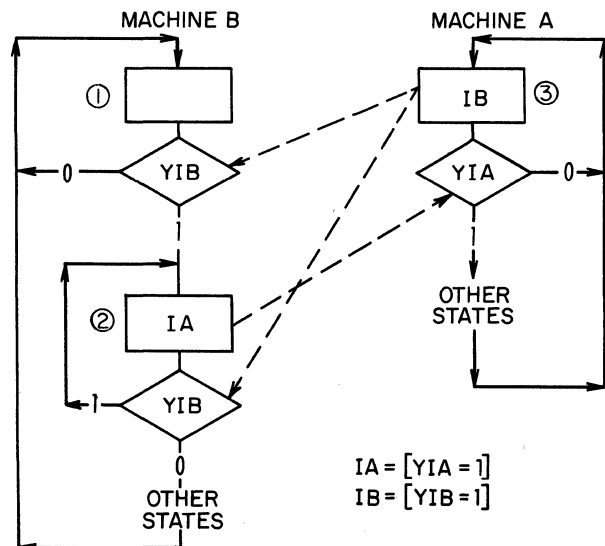 MACHINE B
MACHINE A
①
IB
③
YIB
0
YIA
0
1
1
②
IA
OTHER
STATES
YIB
1
0
OTHER
STATES
IA = [YIA = 1]
IB = [YIB = 1]